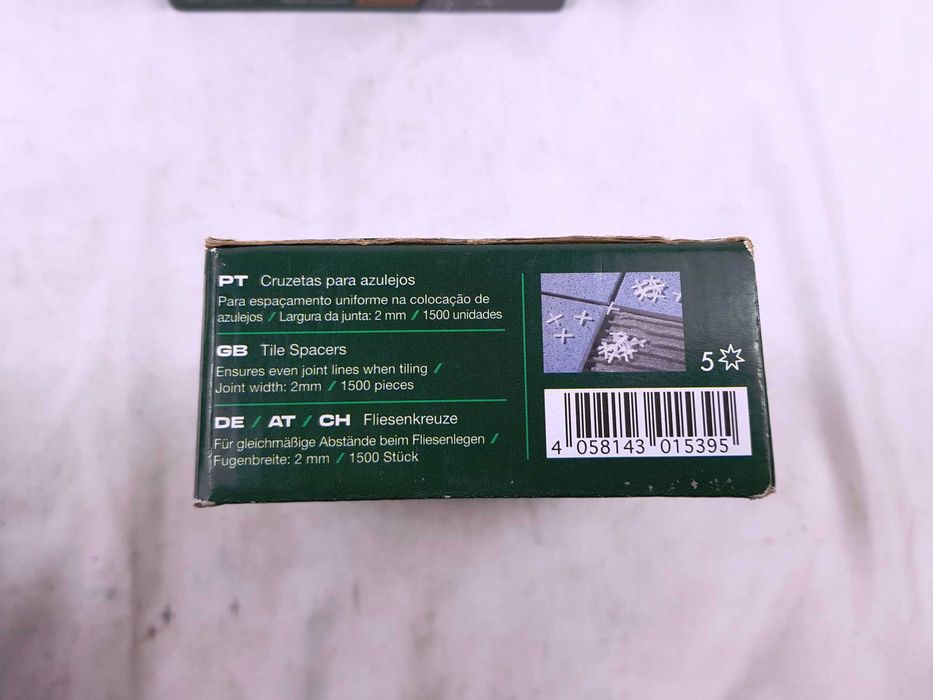 PT Cruzetas para azulejos
Para espaçamento uniforme na colocação de
azulejos / Largura da junta: 2 mm / 1500 unidades
GB Tile Spacers
Ensures even joint lines when tiling /
Joint width: 2mm / 1500 pieces
DE / AT / CH Fliesenkreuze
Für gleichmäßige Abstände beim Fliesenlegen /
Fugenbreite: 2 mm / 1500 Stück
5
4 058143 015395